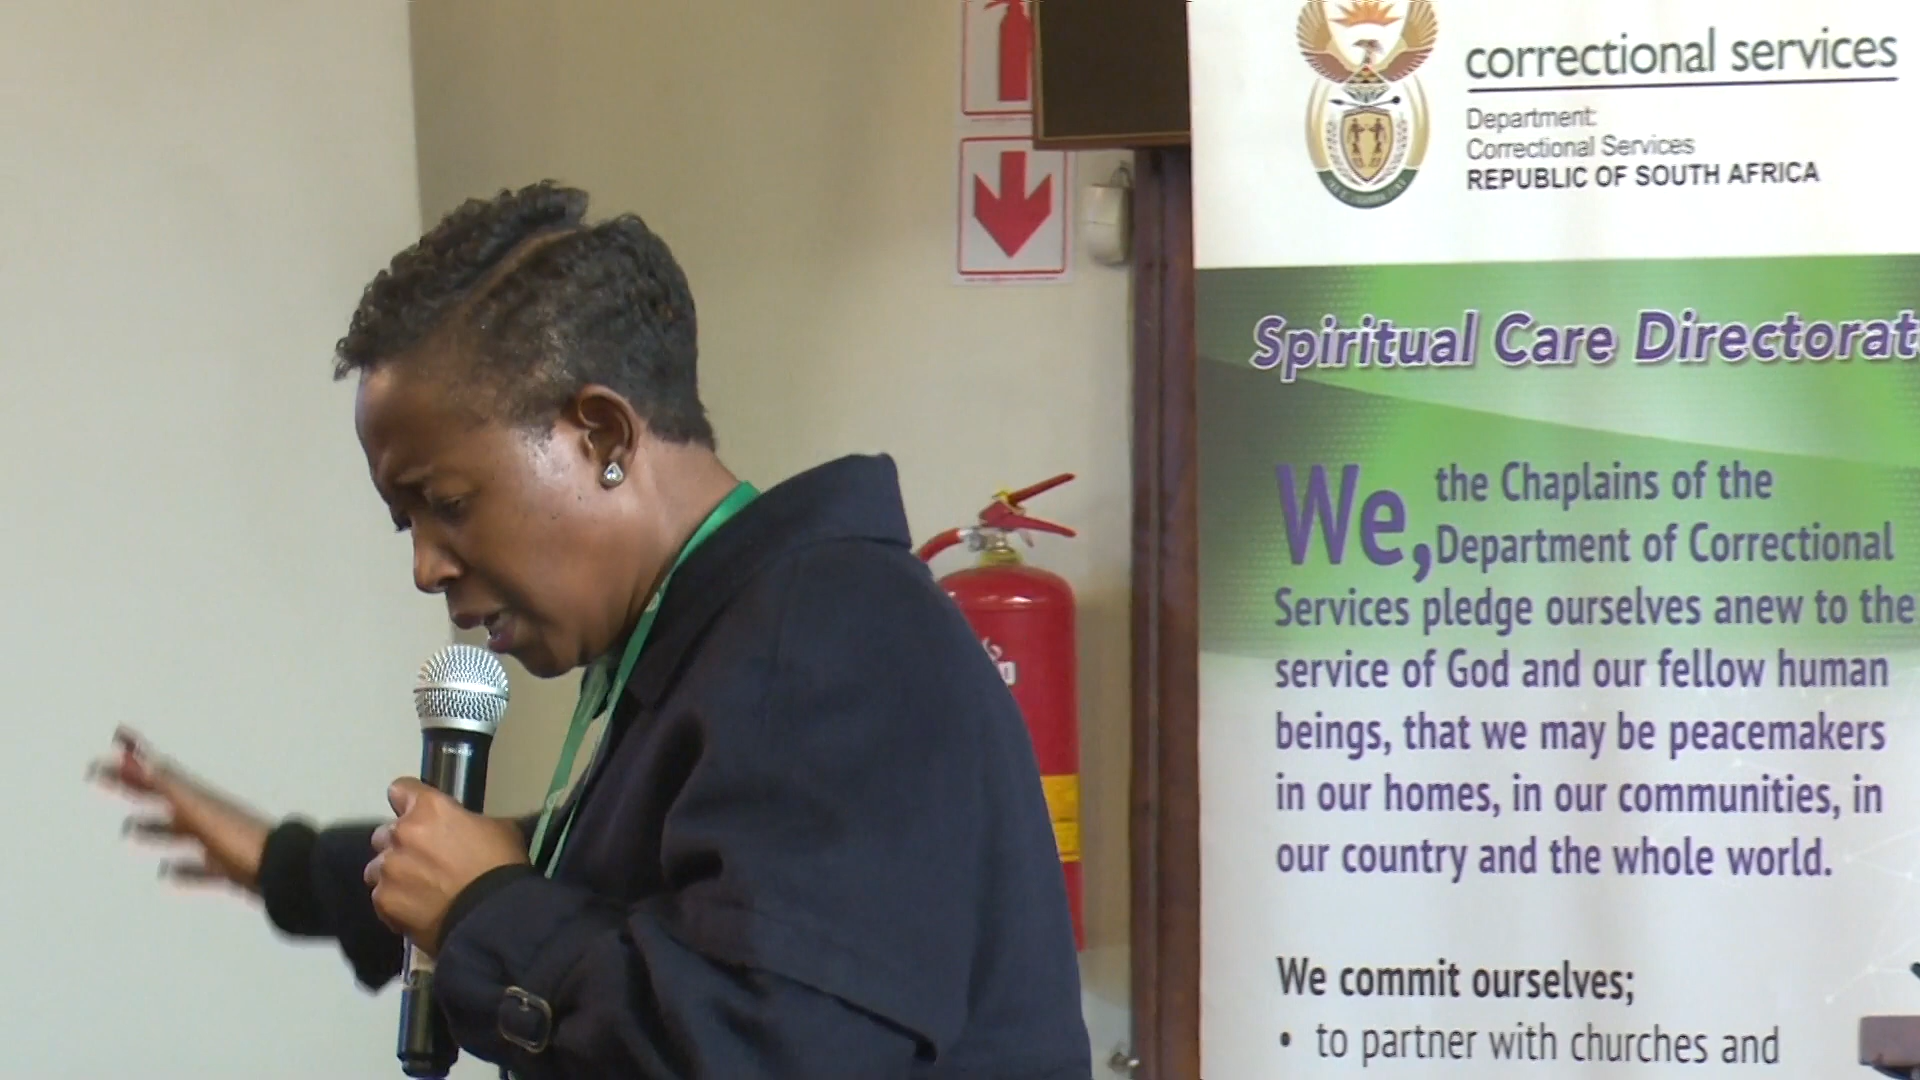 correctional services
Department:
Correctional Services
REPUBLIC OF SOUTH AFRICA
Spiritual Care Directorat
We, the Chaplains of the
Department of Correctional
Services pledge ourselves anew to the
service of God and our fellow human
beings, that we may be peacemakers
in our homes, in our communities, in
our country and the whole world.
We commit ourselves;
• to partner with churches and